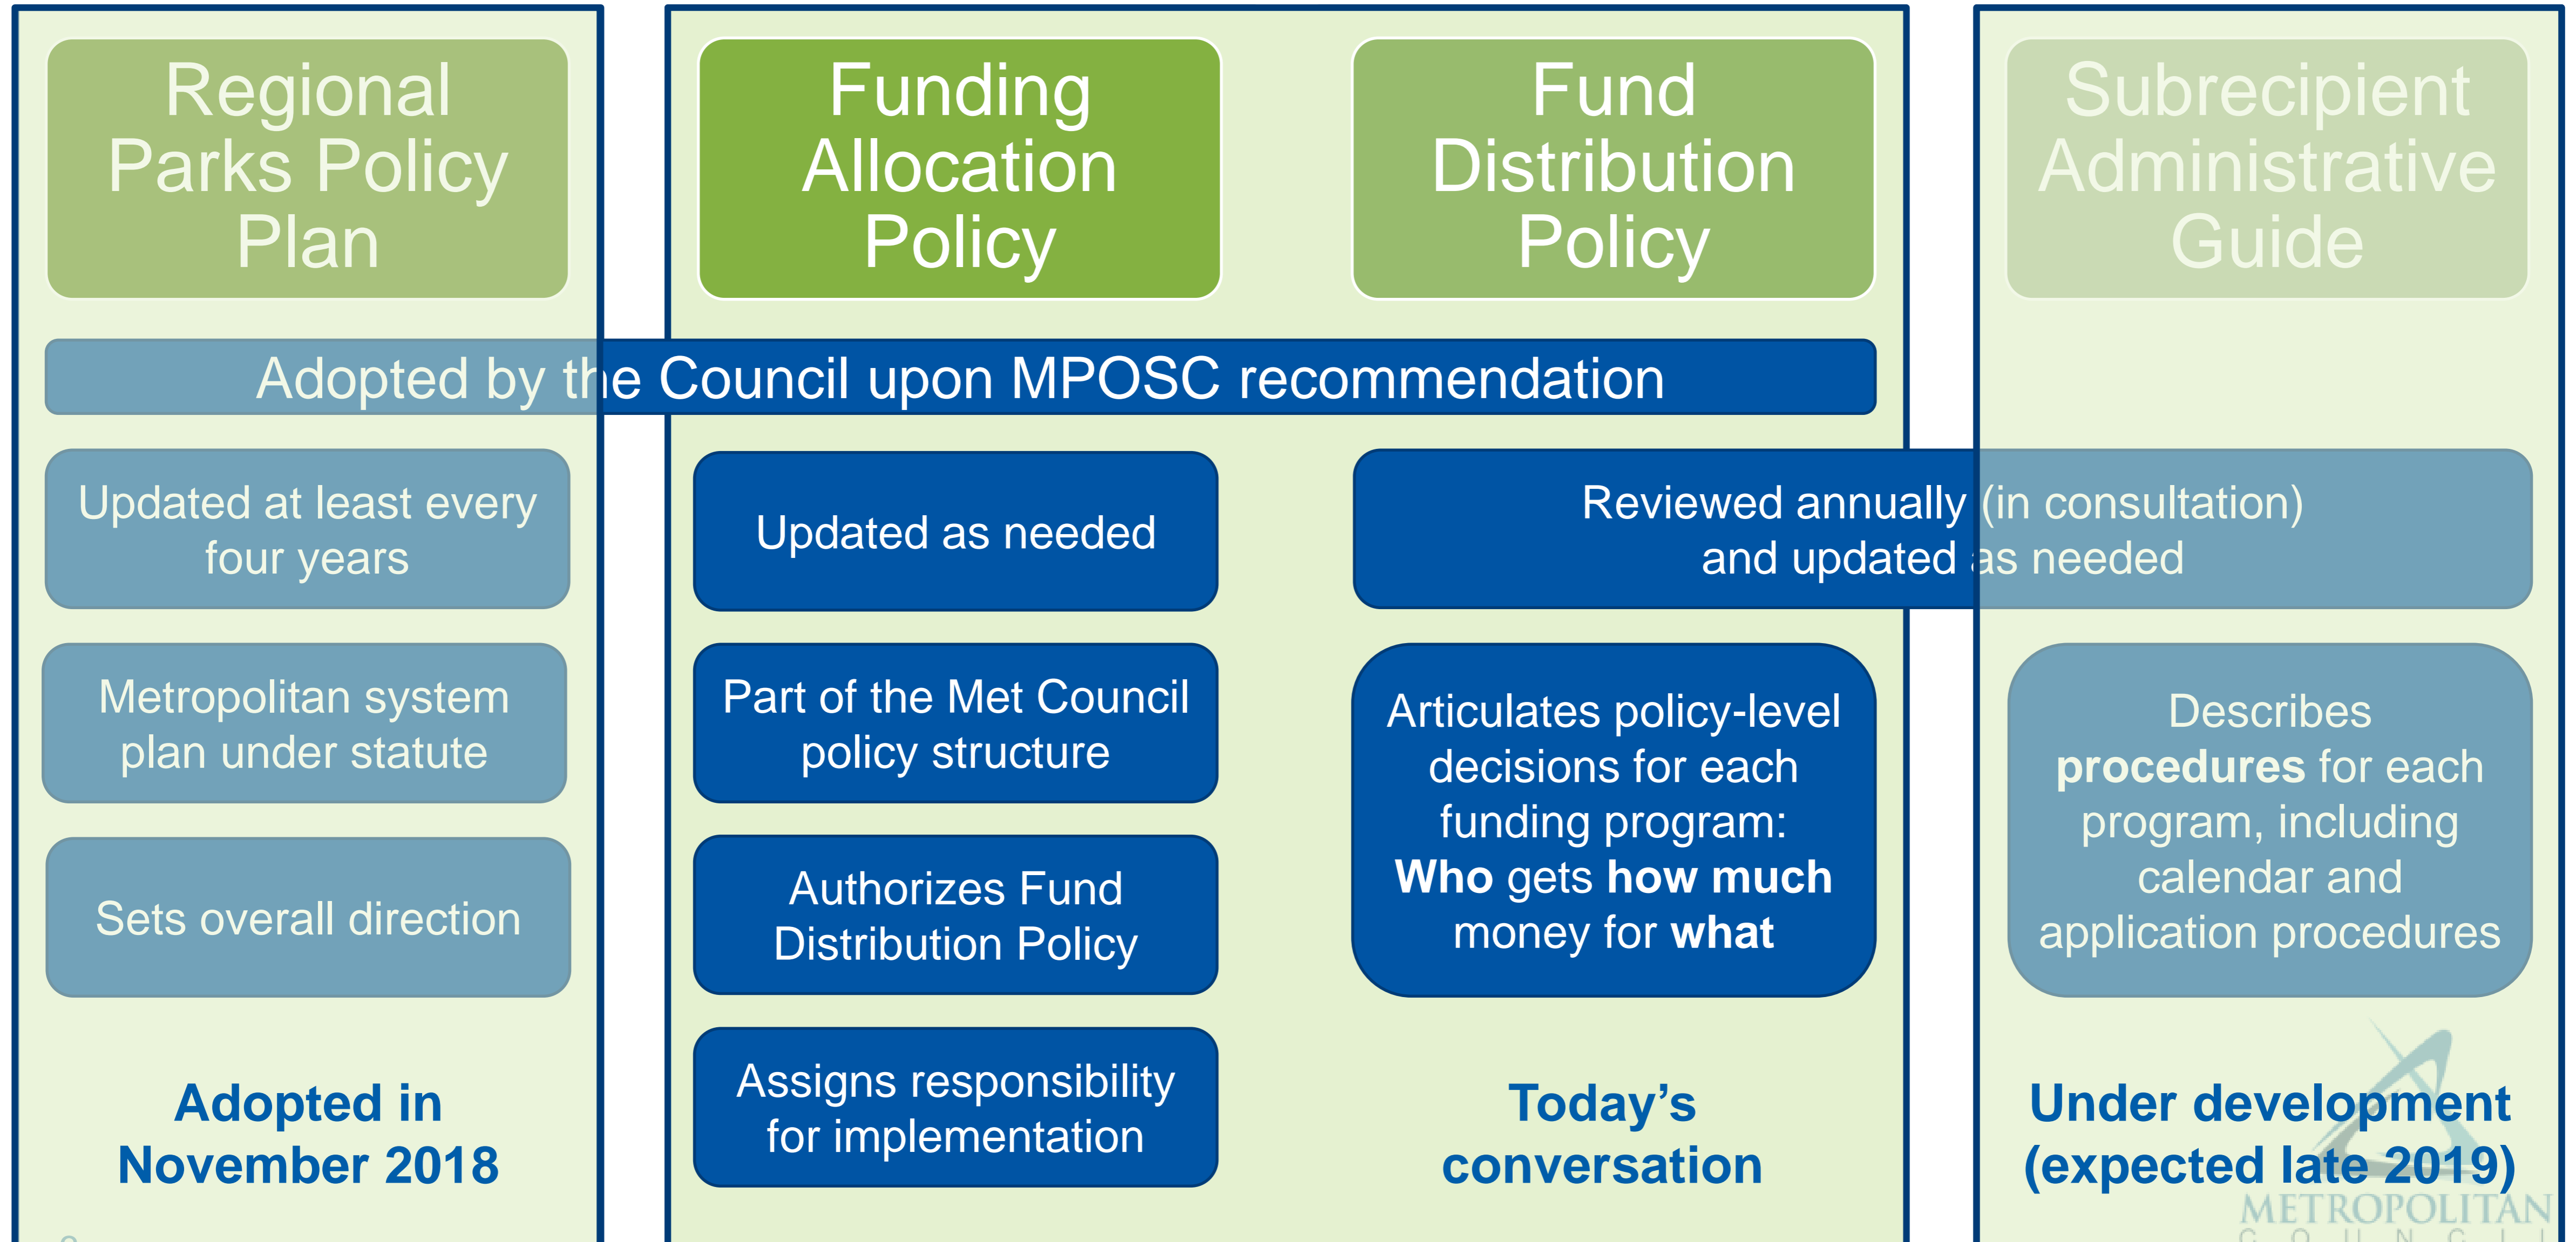 Regional
Parks Policy
Plan
Funding
Allocation
Policy
Fund
Distribution
Policy
Subrecipient
Administrative
Guide
Adopted by the Council upon MPOSC recommendation
Updated at least every
four years
Updated as needed
Reviewed annually (in consultation)
and updated as needed
Metropolitan system
plan under statute
Part of the Met Council
policy structure
Articulates policy-level
decisions for each
funding program:
Who gets how much
money for what
Describes
procedures for each
program, including
calendar and
application procedures
Sets overall direction
Authorizes Fund
Distribution Policy
Assigns responsibility
for implementation
Adopted in
November 2018
Today’s
conversation
Under development
(expected late 2019)
METROPOLITAN
COUNCIL